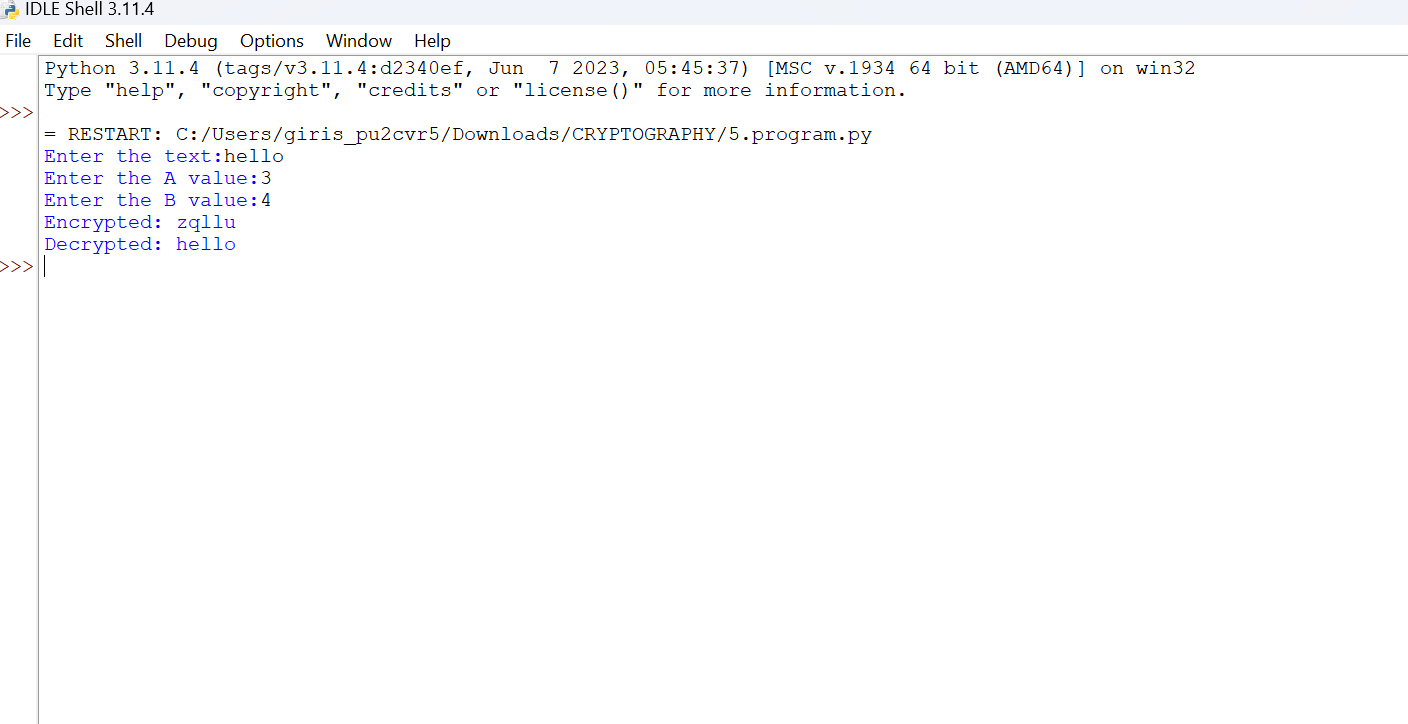 IDLE Shell 3.11.4
File Edit Shell Debug Options Window Help
Python 3.11.4 (tags/v3.11.4:d2340ef, Jun  7 2023, 05:45:37) [MSC v.1934 64 bit (AMD64)] on win32
Type "help", "copyright", "credits" or "license()" for more information.
>>>
= RESTART: C:/Users/giris_pu2cvr5/Downloads/CRYPTOGRAPHY/5.program.py
Enter the text:hello
Enter the A value:3
Enter the B value:4
Encrypted: zqllu
Decrypted: hello
>>>